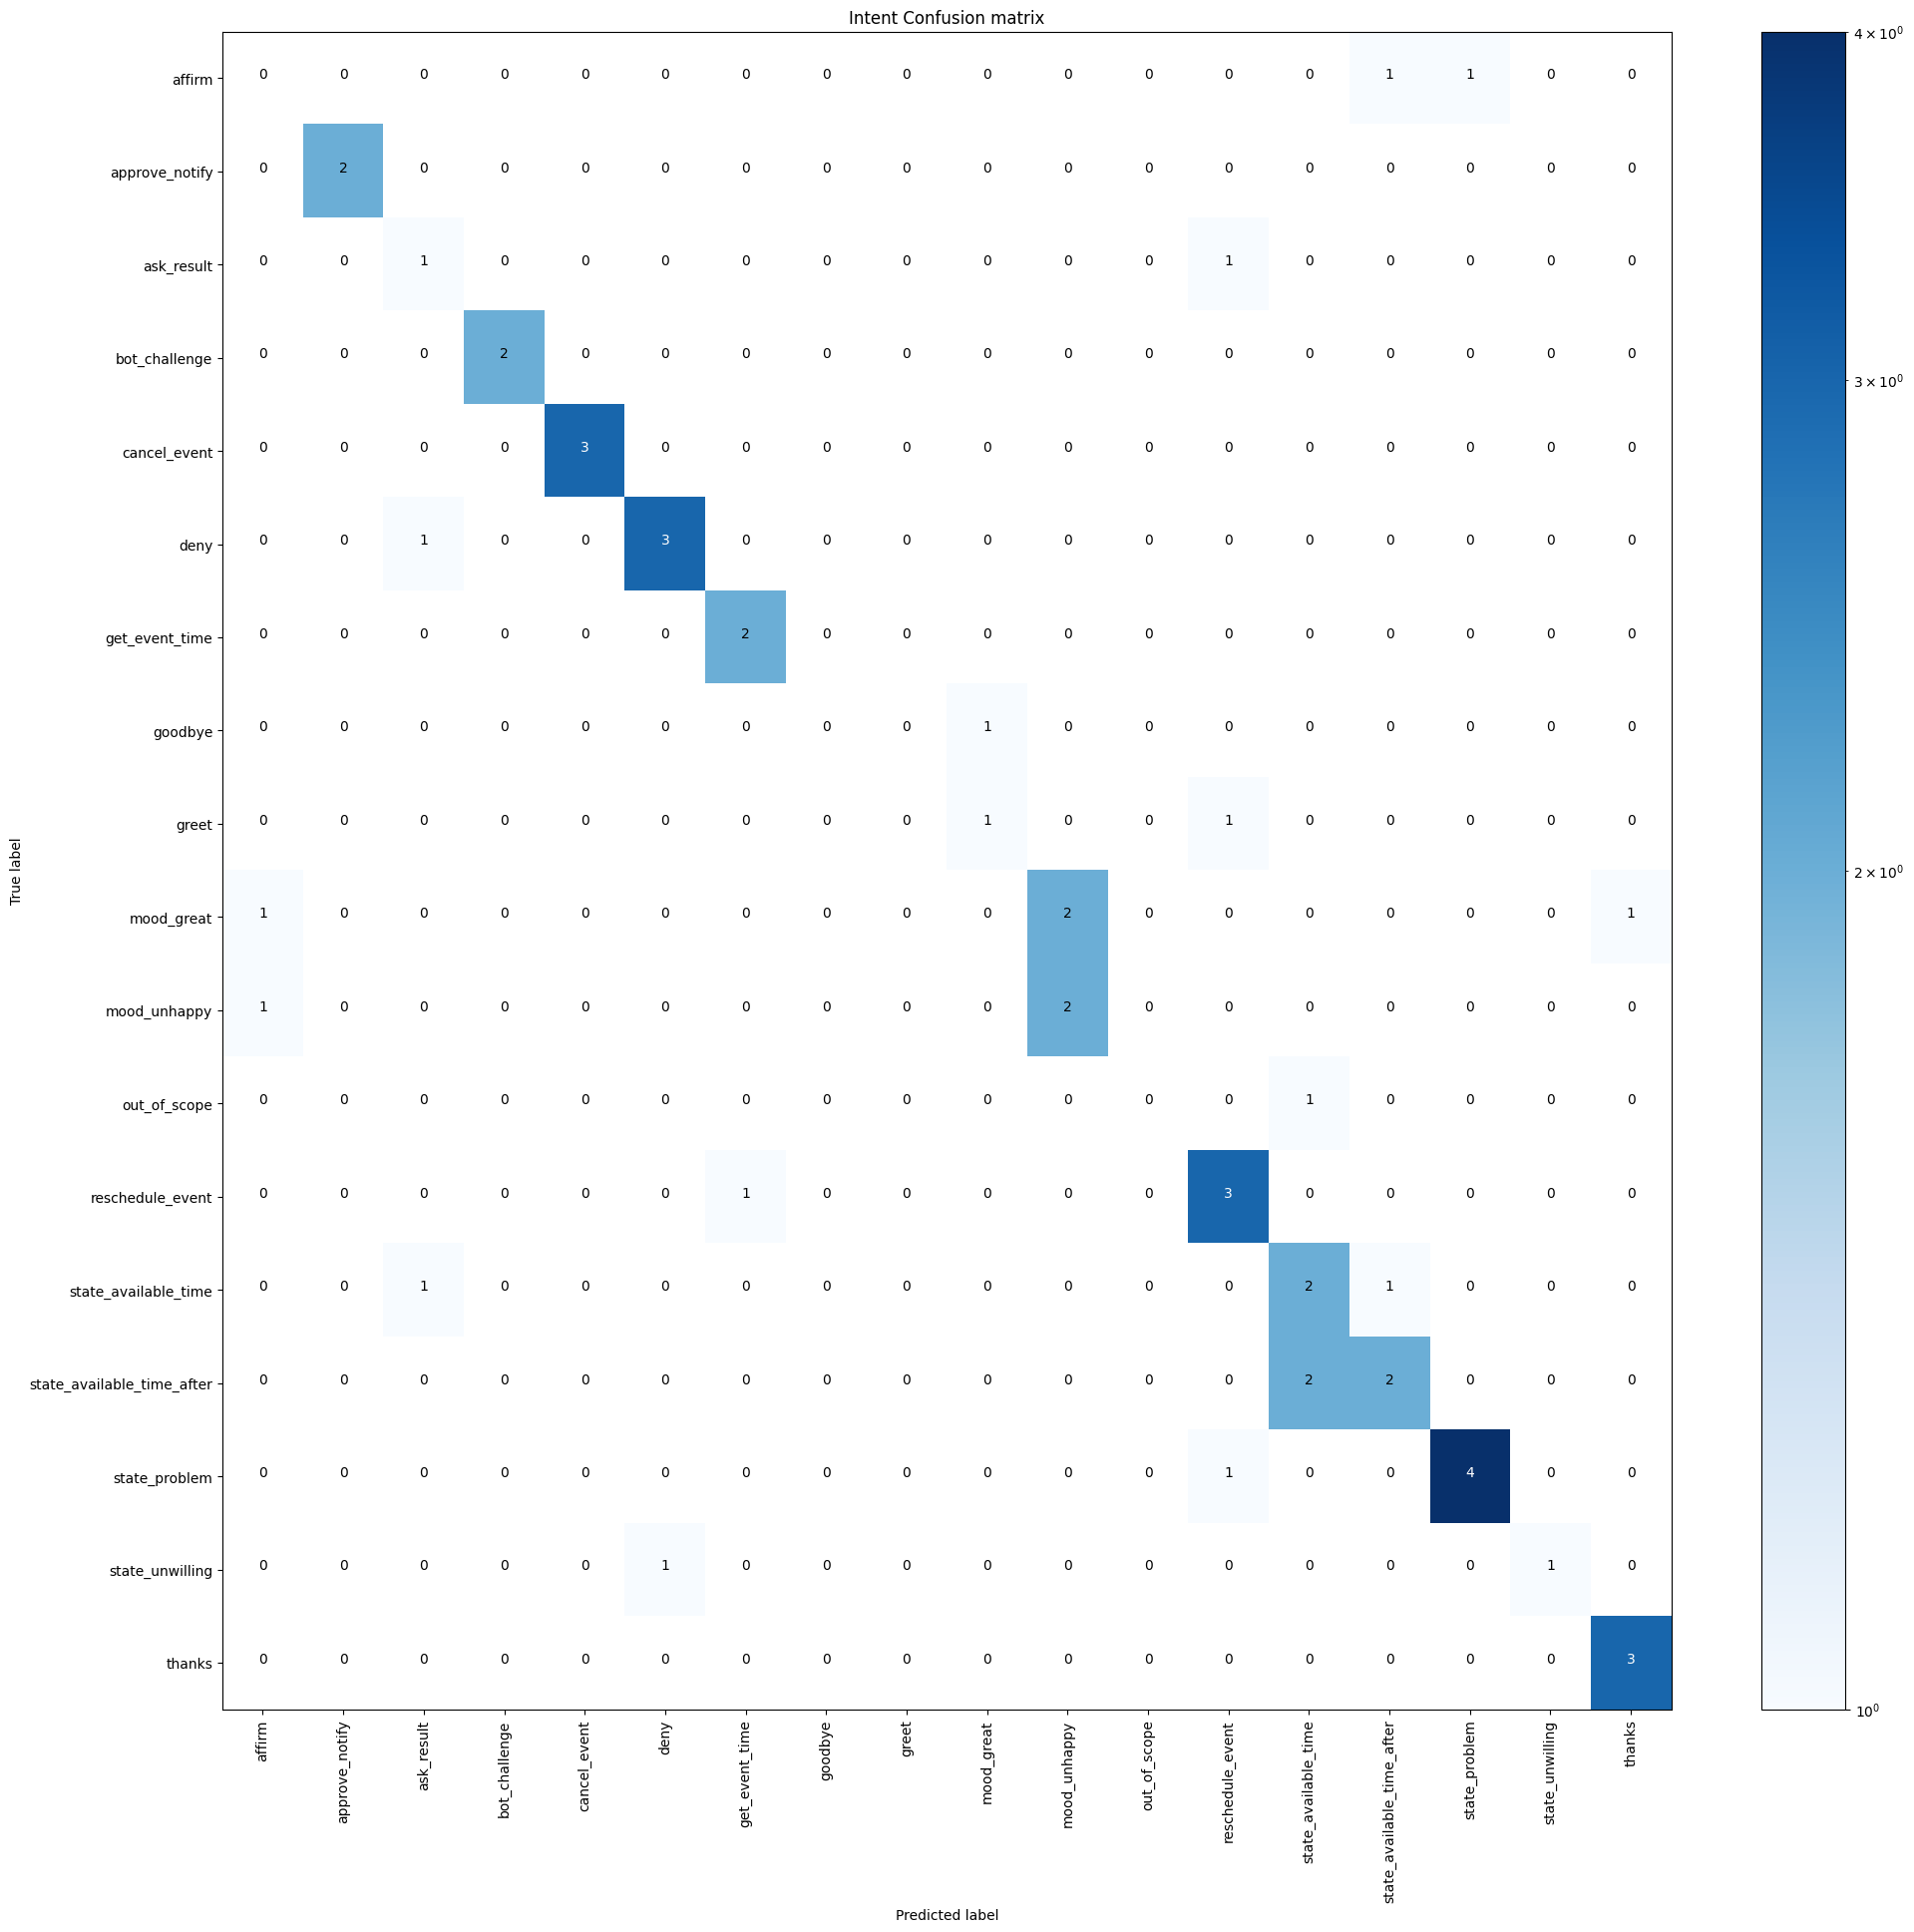 Intent Confusion matrix
True label
affirm 0 0 0 0 0 0 0 0 0 0 0 0 0 0 1 1 0 0
approve_notify 0 2 0 0 0 0 0 0 0 0 0 0 0 0 0 0 0 0
ask_result 0 0 1 0 0 0 0 0 0 0 0 0 1 0 0 0 0 0
bot_challenge 0 0 0 2 0 0 0 0 0 0 0 0 0 0 0 0 0 0
cancel_event 0 0 0 0 3 0 0 0 0 0 0 0 0 0 0 0 0 0
deny 0 0 1 0 0 3 0 0 0 0 0 0 0 0 0 0 0 0
get_event_time 0 0 0 0 0 0 2 0 0 0 0 0 0 0 0 0 0 0
goodbye 0 0 0 0 0 0 0 0 0 1 0 0 0 0 0 0 0 0
greet 0 0 0 0 0 0 0 0 0 1 0 0 1 0 0 0 0 0
mood_great 1 0 0 0 0 0 0 0 0 0 2 0 0 0 0 0 0 1
mood_unhappy 1 0 0 0 0 0 0 0 0 0 2 0 0 0 0 0 0 0
out_of_scope 0 0 0 0 0 0 0 0 0 0 0 0 0 1 0 0 0 0
reschedule_event 0 0 0 0 0 0 1 0 0 0 0 0 3 0 0 0 0 0
state_available_time 0 0 1 0 0 0 0 0 0 0 0 0 0 2 1 0 0 0
state_available_time_after 0 0 0 0 0 0 0 0 0 0 0 0 0 2 2 0 0 0
state_problem 0 0 0 0 0 0 0 0 0 0 0 0 1 0 0 4 0 0
state_unwilling 0 0 0 0 0 1 0 0 0 0 0 0 0 0 0 0 1 0
thanks 0 0 0 0 0 0 0 0 0 0 0 0 0 0 0 0 0 3
affirm
approve_notify
ask_result
bot_challenge
cancel_event
deny
get_event_time
goodbye
greet
mood_great
mood_unhappy
out_of_scope
reschedule_event
state_available_time
state_available_time_after
state_problem
state_unwilling
thanks
Predicted label
4 × 10⁰
3 × 10⁰
2 × 10⁰
10⁰